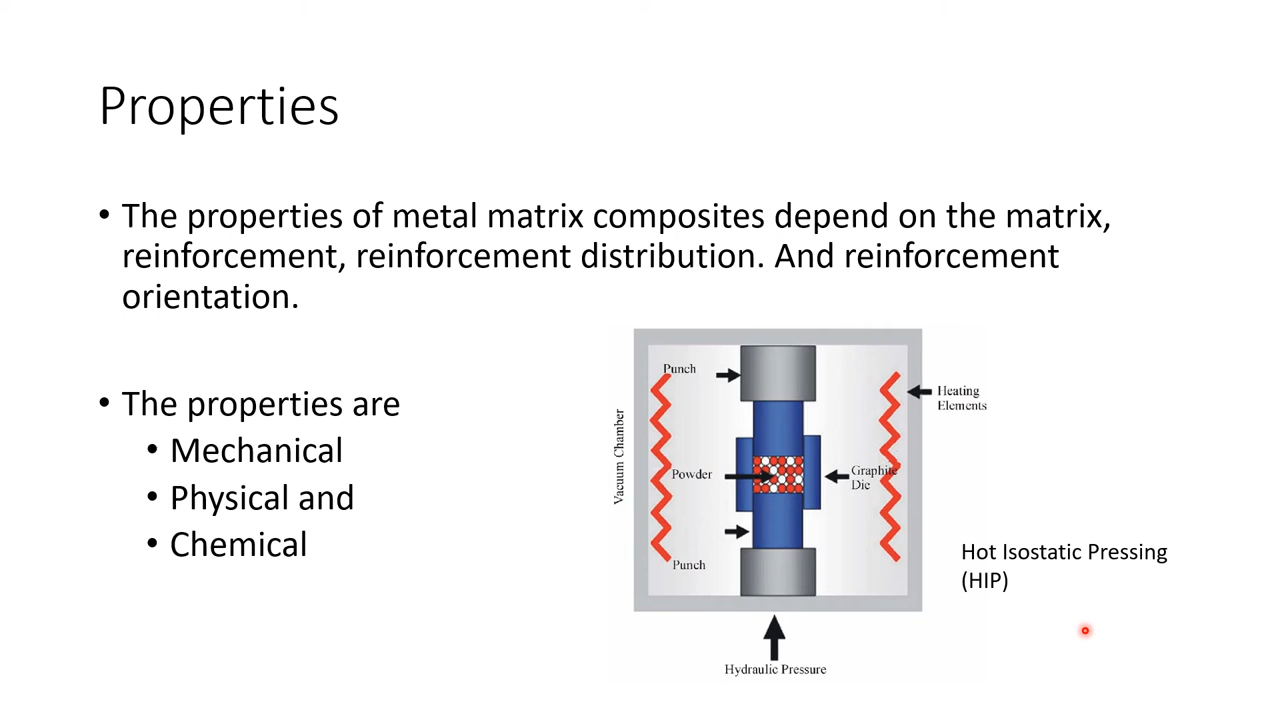 Properties
• The properties of metal matrix composites depend on the matrix,
reinforcement, reinforcement distribution. And reinforcement
orientation.
• The properties are
• Mechanical
• Physical and
• Chemical
Punch
Heating
Elements
Vacuum Chamber
Powder
Graphite
Die
Punch
Hydraulic Pressure
Hot Isostatic Pressing
(HIP)